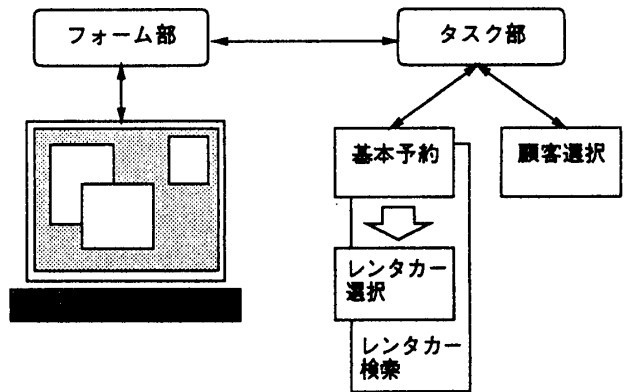 フォーム部
タスク部
基本予約
顧客選択
レンタカー
選択
レンタカー
検索